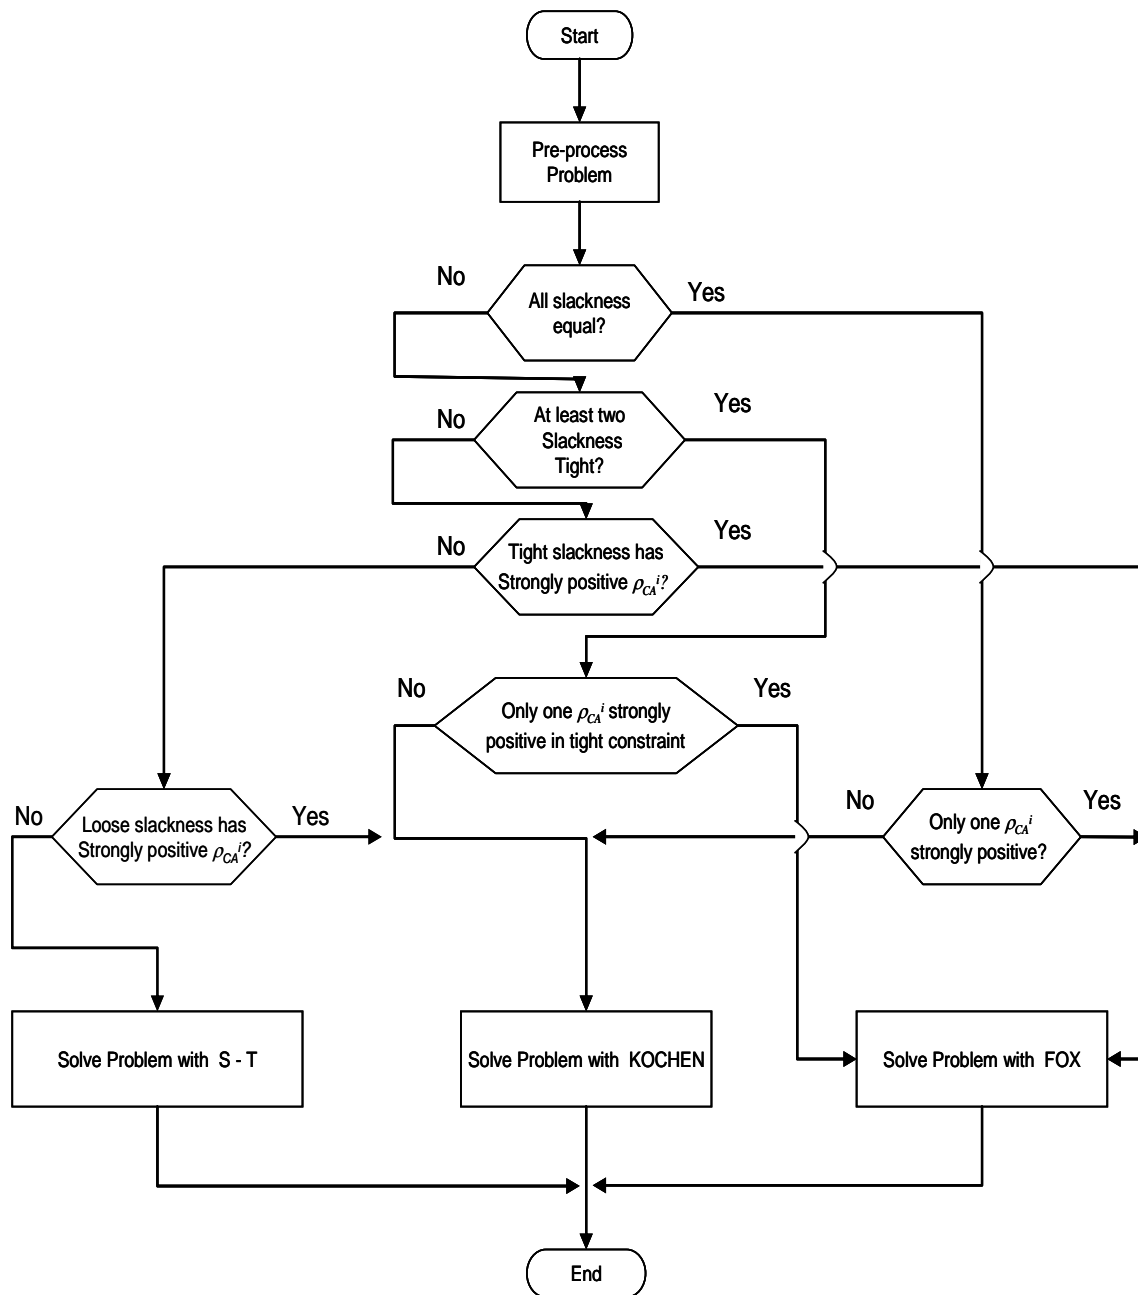 Start
Pre-process
Problem
No
Yes
All slackness
equal?
No
Yes
At least two
Slackness
Tight?
No
Yes
Tight slackness has
Strongly positive ρCAⁱ?
No
Yes
Only one ρCAⁱ strongly
positive in tight constraint
No
Yes
Loose slackness has
Strongly positive ρCAⁱ?
No
Yes
Only one ρCAⁱ
strongly positive?
Solve Problem with S - T
Solve Problem with KOCHEN
Solve Problem with FOX
End